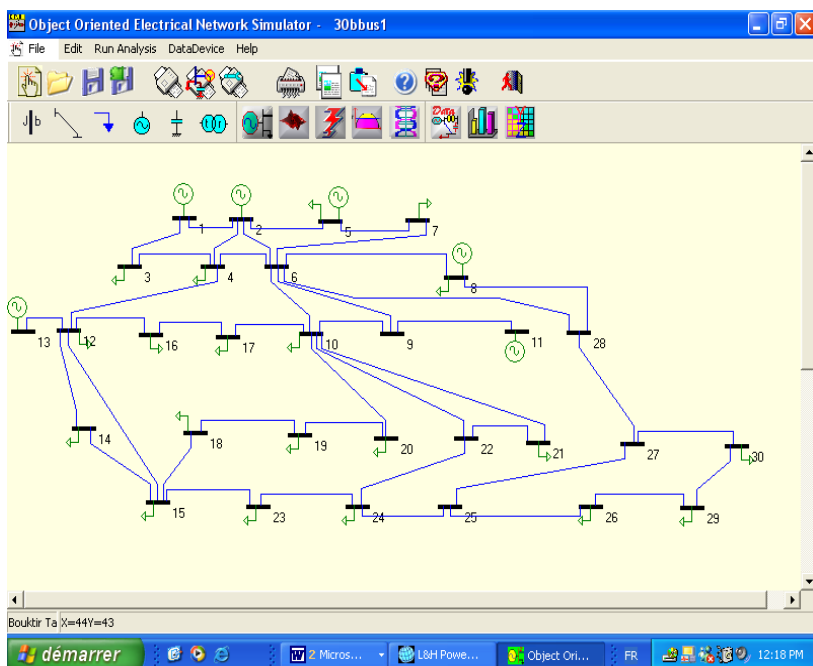 Object Oriented Electrical Network Simulator - 30bbus1
File Edit Run Analysis DataDevice Help
J b
Data
1 2 5 7
3 4 6 8
13 12 16 17 10 9 11 28
14 18 19 20 22 21 27 30
15 23 24 25 26 29
Bouktir Ta X=44Y=43
démarrer 2 Micros... L&H Powe... Object Ori... FR 12:18 PM